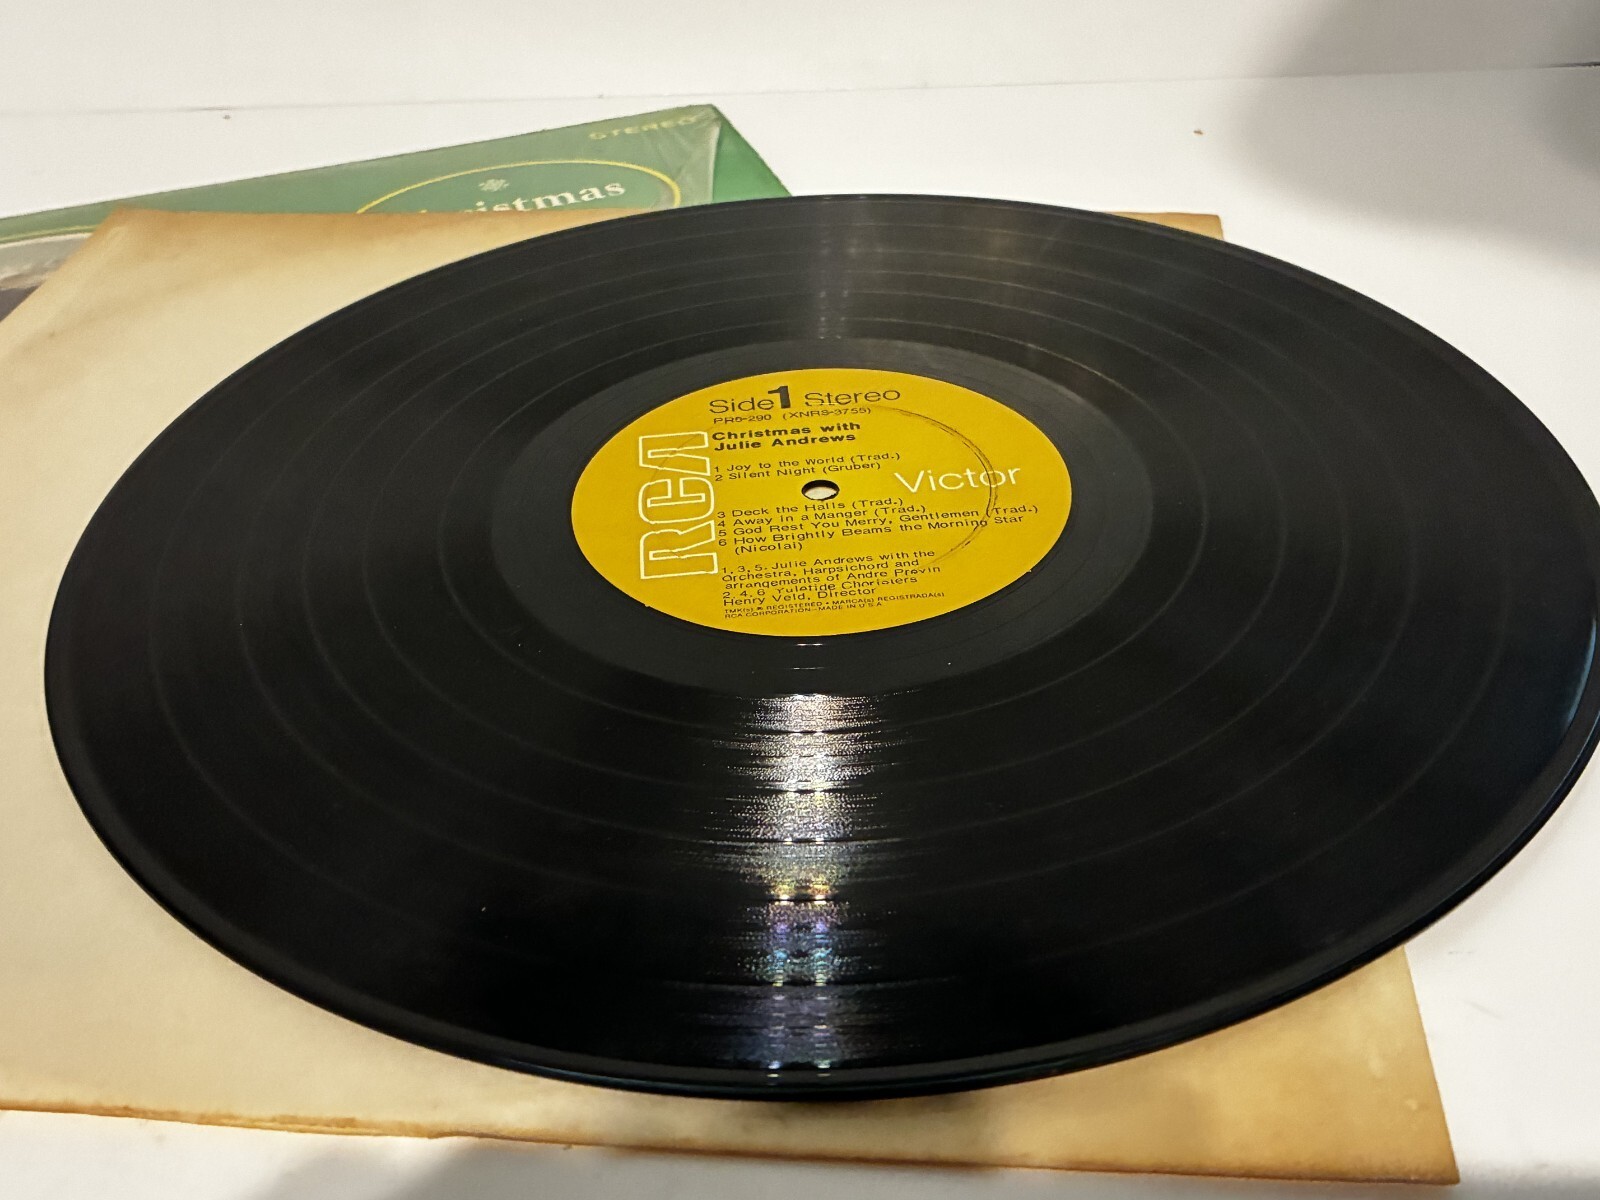 STEREO
Christmas
Side 1 Stereo
PRS-290 (XNRS-3755)
Christmas with
Julie Andrews
1 Joy to the World (Trad.)
2 Silent Night (Gruber)
RCA
Victor
3 Deck the Halls (Trad.)
4 Away in a Manger (Trad.)
5 God Rest You Merry, Gentlemen (Trad.)
6 How Brightly Beams the Morning Star
(Nicolai)
1, 3, 5. Julie Andrews with the
Orchestra, Harpsichord and
arrangements of Andre Previn
2, 4, 6 Yuletide Choristers
Henry Veld, Director
TMK(s) ® REGISTERED • MARCA(s) REGISTRADA(s)
RCA CORPORATION—MADE IN U.S.A.